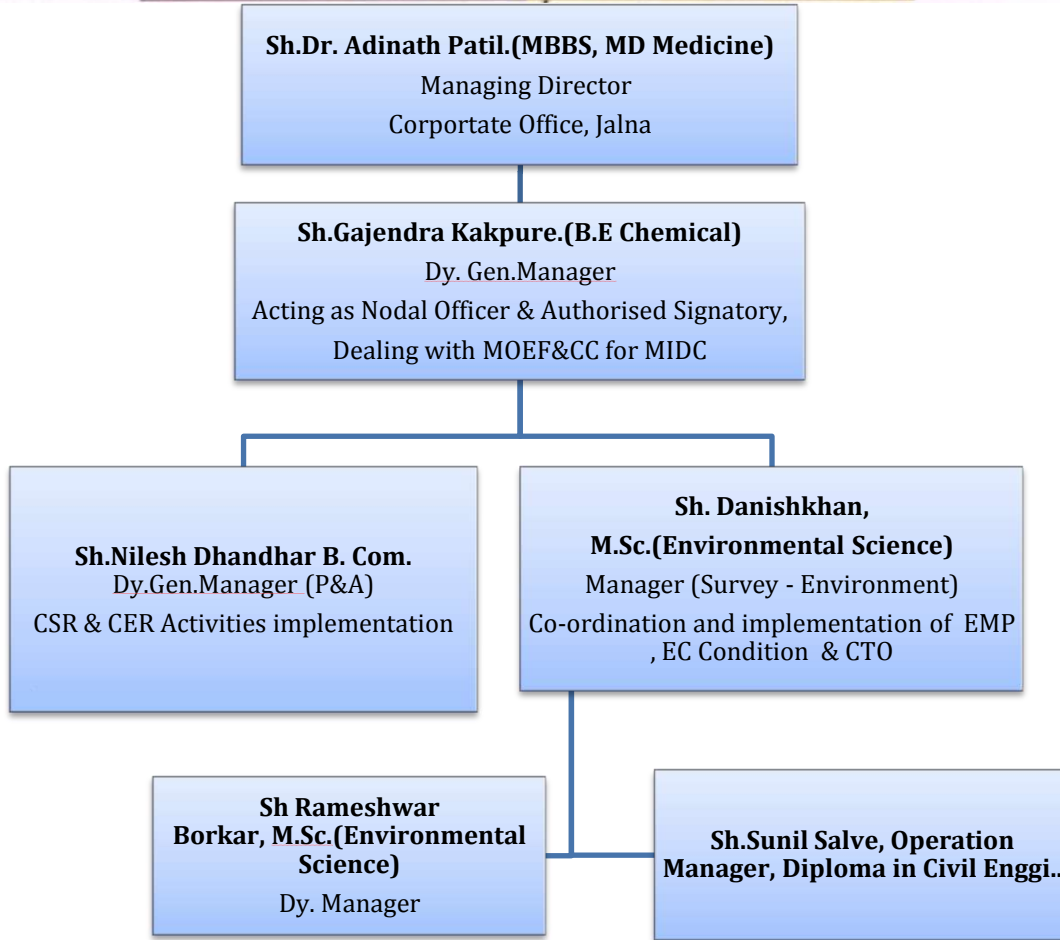 Sh.Dr. Adinath Patil.(MBBS, MD Medicine)
Managing Director
Corportate Office, Jalna
Sh.Gajendra Kakpure.(B.E Chemical)
Dy. Gen.Manager
Acting as Nodal Officer & Authorised Signatory,
Dealing with MOEF&CC for MIDC
Sh.Nilesh Dhandhar B. Com.
Dy.Gen.Manager (P&A)
CSR & CER Activities implementation
Sh. Danishkhan,
M.Sc.(Environmental Science)
Manager (Survey - Environment)
Co-ordination and implementation of EMP
, EC Condition & CTO
Sh Rameshwar
Borkar, M.Sc.(Environmental
Science)
Dy. Manager
Sh.Sunil Salve, Operation
Manager, Diploma in Civil Enggi..